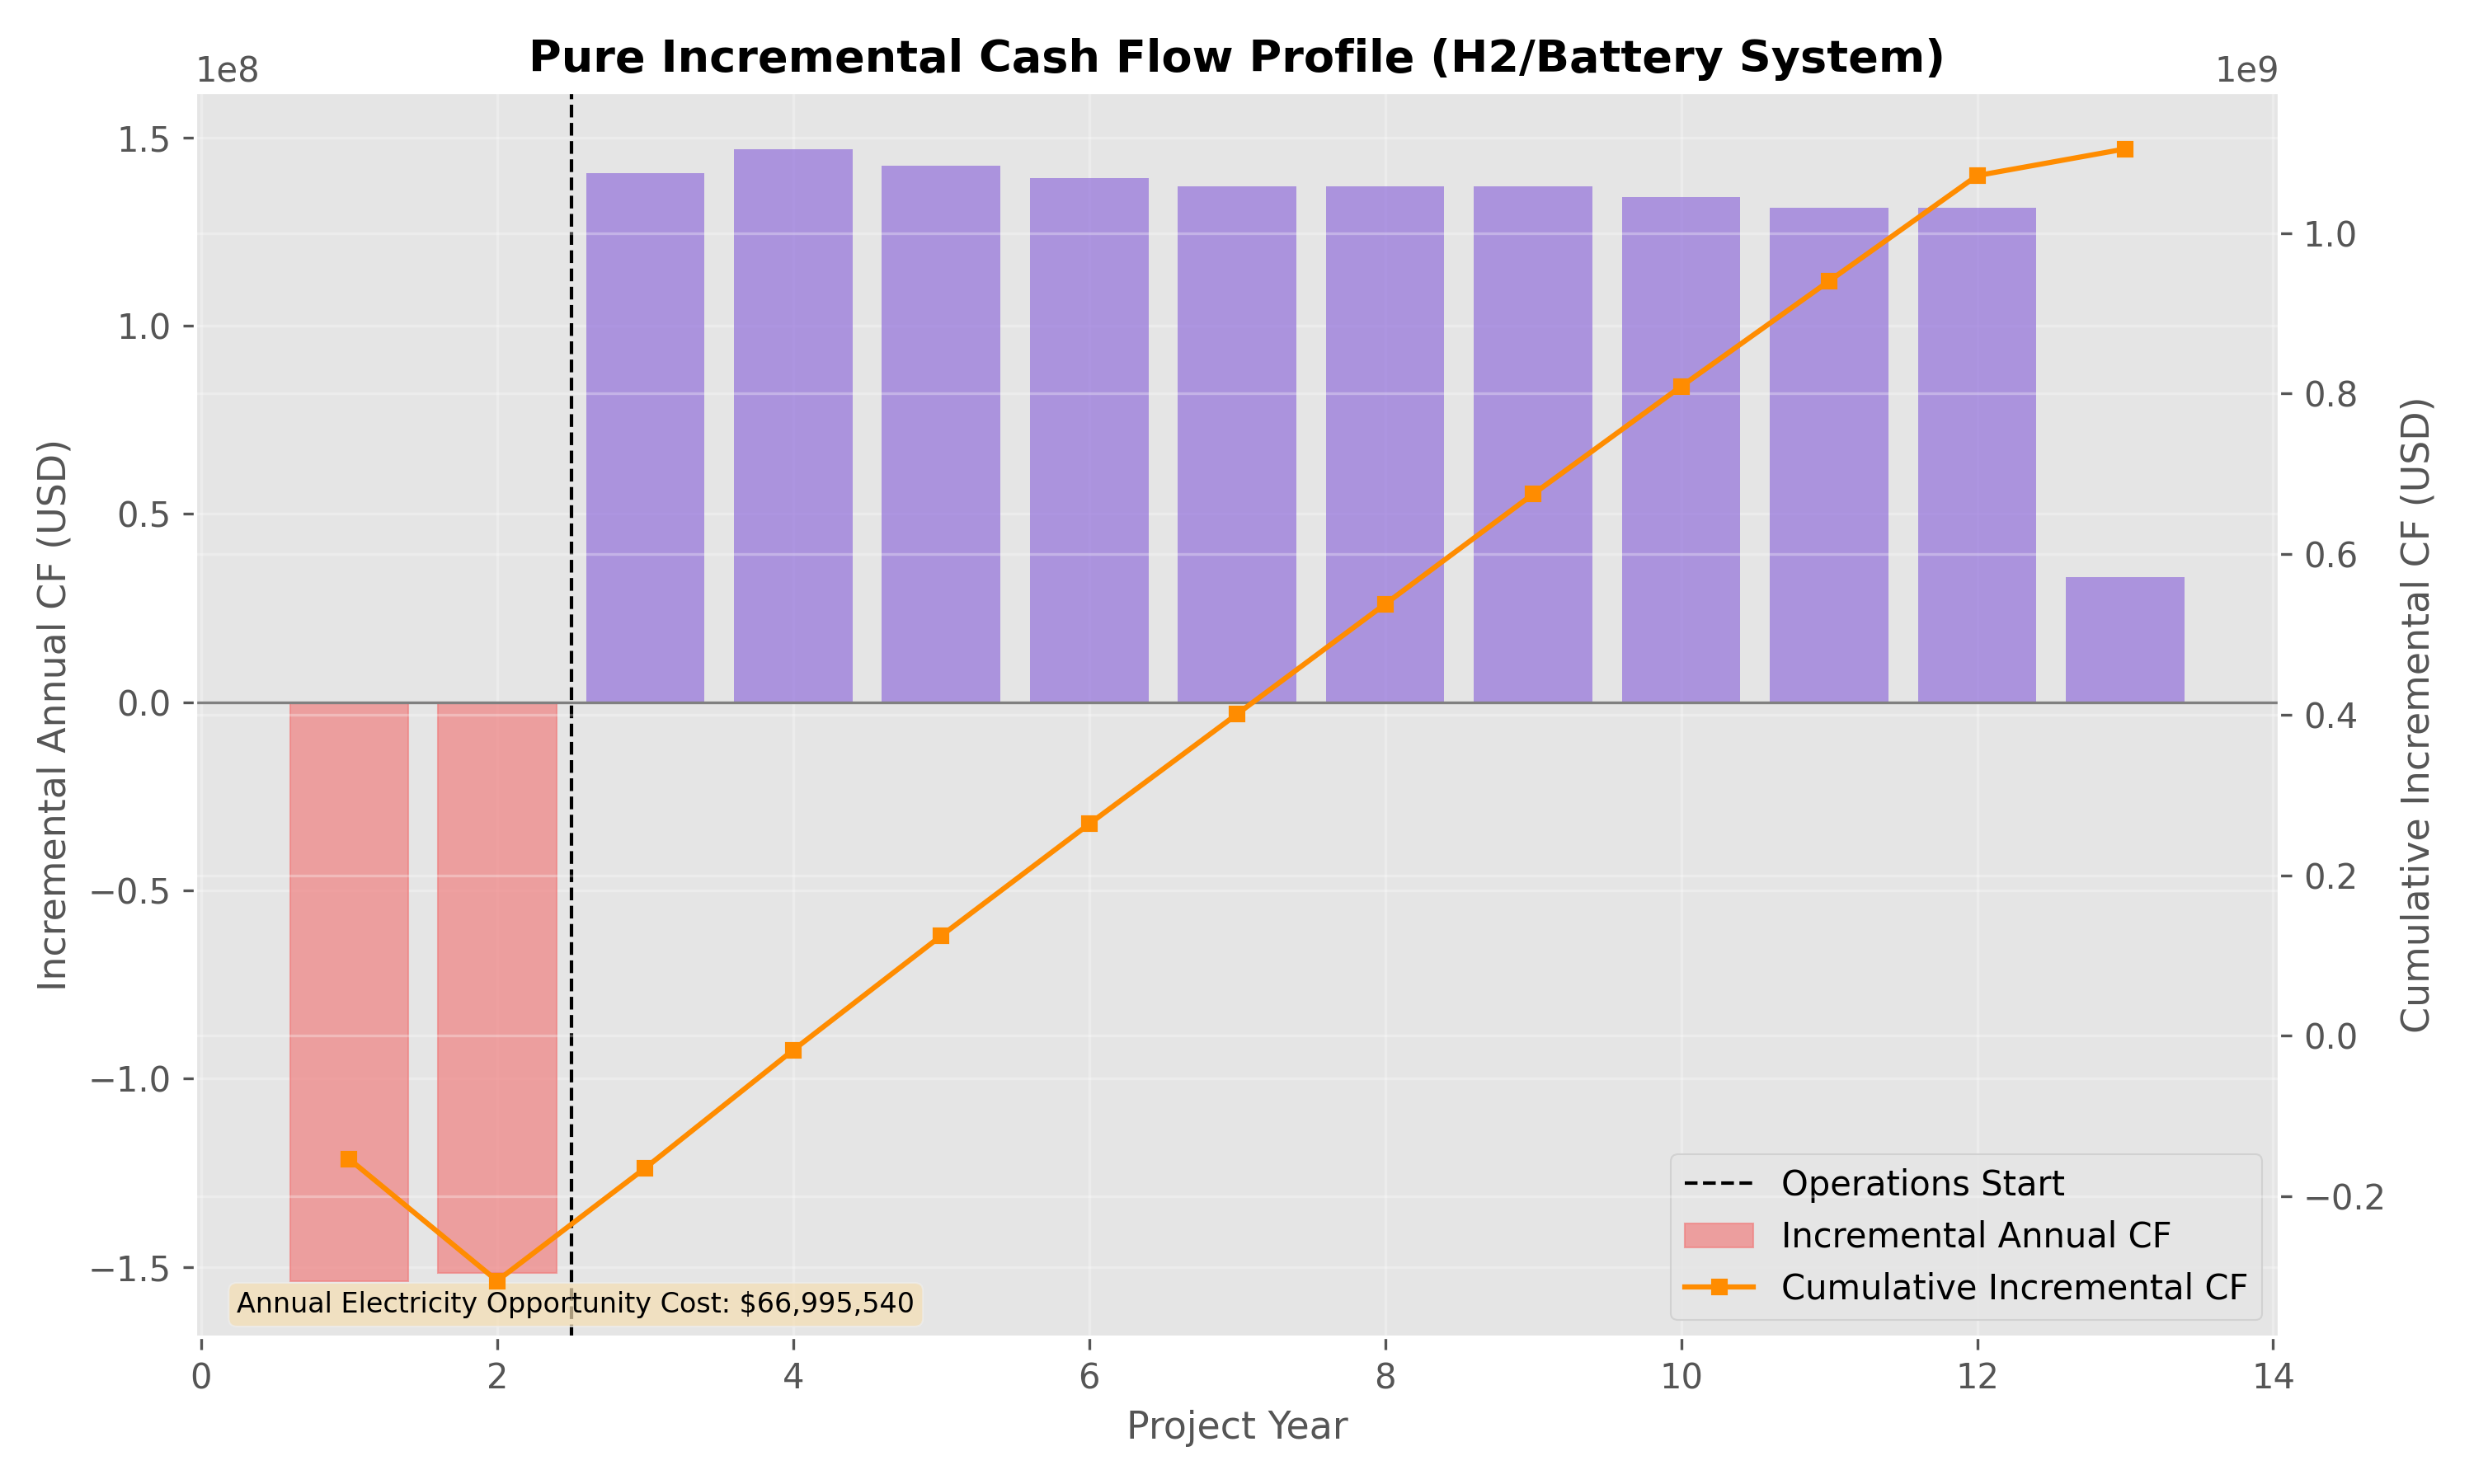 Pure Incremental Cash Flow Profile (H2/Battery System)
1e8
1e9
Incremental Annual CF (USD)
1.5
1.0
0.5
0.0
−0.5
−1.0
−1.5
Cumulative Incremental CF (USD)
1.0
0.8
0.6
0.4
0.2
0.0
−0.2
Annual Electricity Opportunity Cost: $66,995,540
Operations Start
Incremental Annual CF
Cumulative Incremental CF
0 2 4 6 8 10 12 14
Project Year